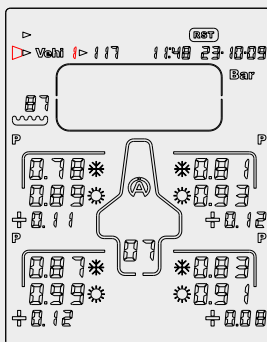 RST
Vehi 1 117 11:48 23-10-09
Bar
87
P P
0.78 0.81
0.89 0.93
+0.11 +0.12
P P
07
0.87 0.83
0.99 0.91
+0.12 +0.08